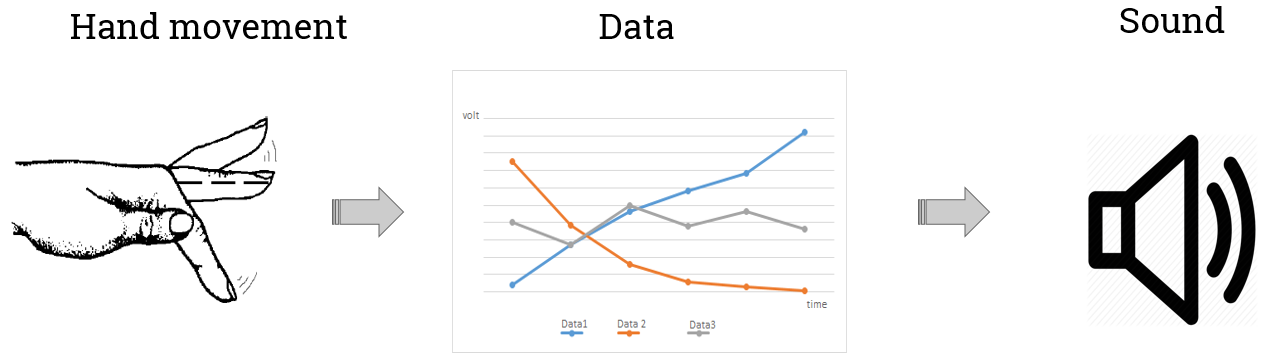 Hand movement
Data
Sound
volt
time
Data1
Data 2
Data3